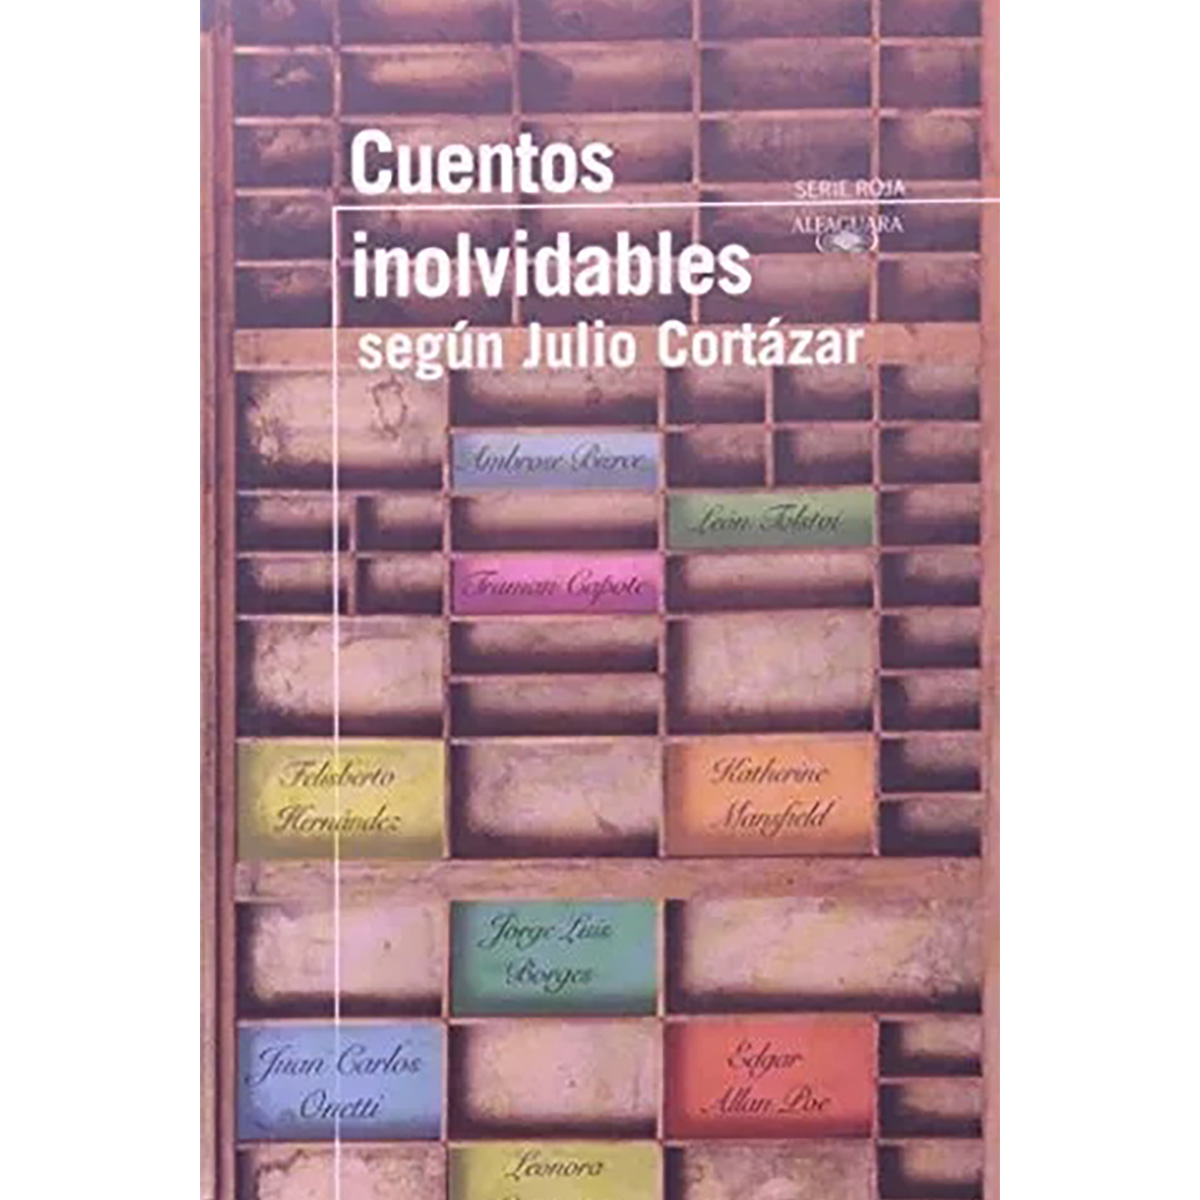 Cuentos
SERIE ROJA
ALFAGUARA
inolvidables
según Julio Cortázar
Ambrose Bierce
León Tolstoi
Truman Capote
Felisberto
Hernández
Katherine
Mansfield
Jorge Luis
Borges
Juan Carlos
Onetti
Edgar
Allan Poe
Leonora